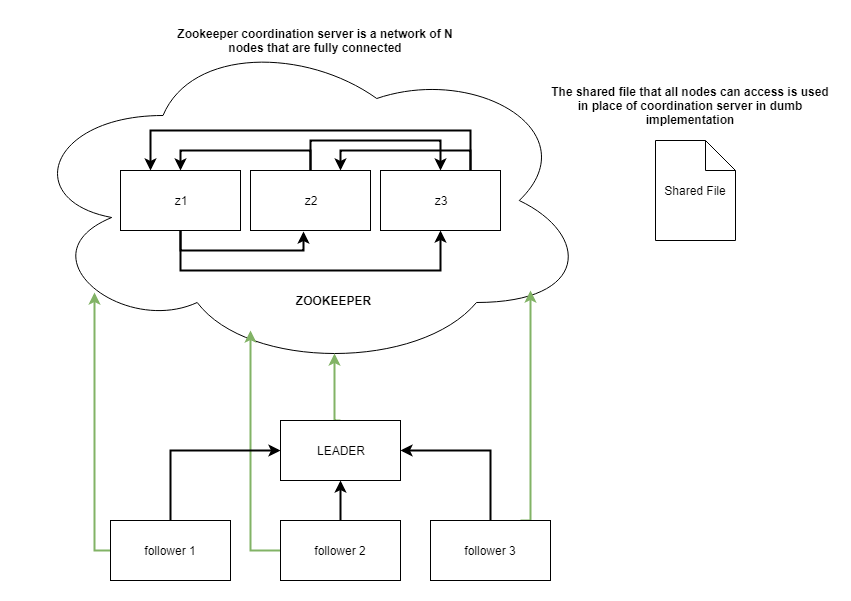 Zookeeper coordination server is a network of N
nodes that are fully connected
The shared file that all nodes can access is used
in place of coordination server in dumb
implementation
z1
z2
z3
Shared File
ZOOKEEPER
LEADER
follower 1
follower 2
follower 3